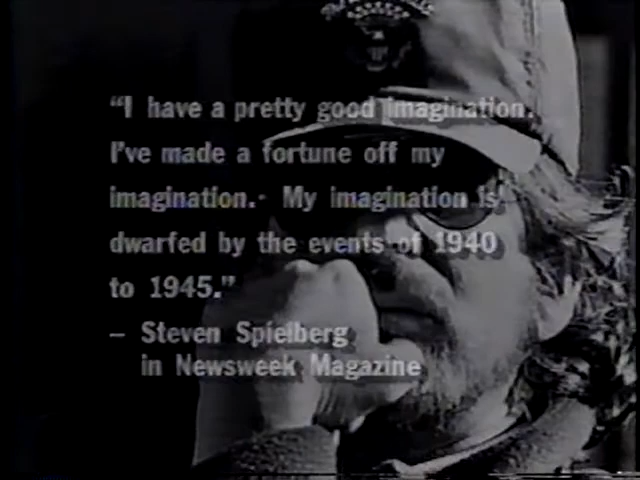 “I have a pretty good imagination.
I’ve made a fortune off my
imagination. My imagination is
dwarfed by the events of 1940
to 1945.”
– Steven Spielberg
in Newsweek Magazine